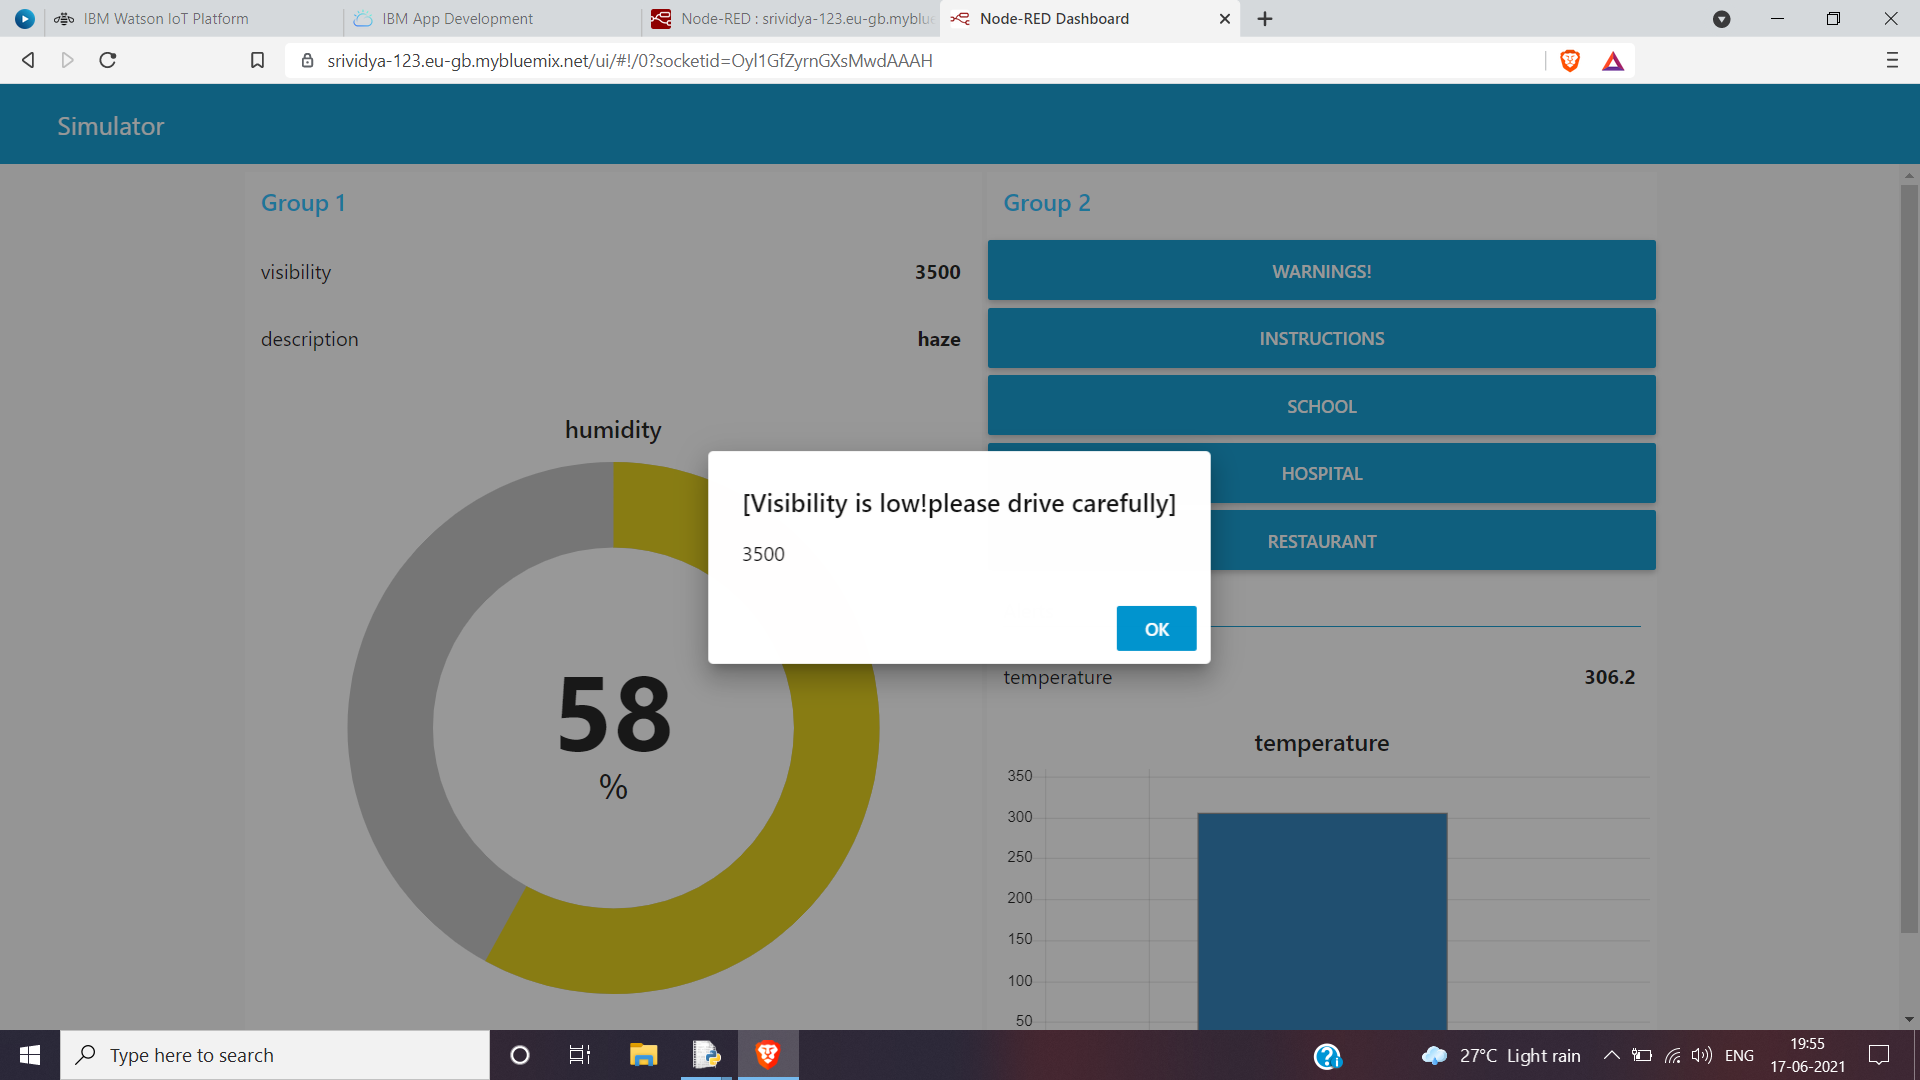 IBM Watson IoT Platform
IBM App Development
Node-RED : srividya-123.eu-gb.myblue
Node-RED Dashboard
srividya-123.eu-gb.mybluemix.net/ui/#!/0?socketid=Oyl1GfZyrnGXsMwdAAAH
Simulator
Group 1
visibility 3500
description haze
humidity
58
%
Group 2
WARNINGS!
INSTRUCTIONS
SCHOOL
HOSPITAL
RESTAURANT
[Visibility is low!please drive carefully]
3500
OK
temperature 306.2
temperature
350
300
250
200
150
100
50
Type here to search
27°C Light rain
ENG
19:55
17-06-2021